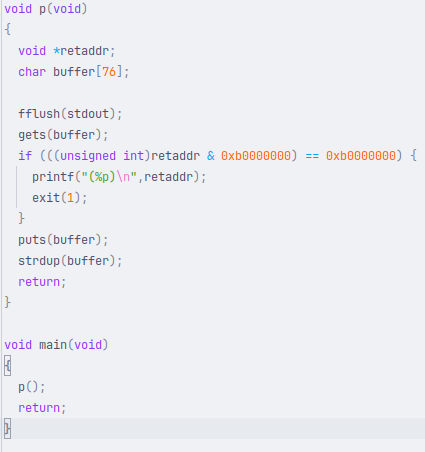 void p(void)
{
  void *retaddr;
  char buffer[76];

  fflush(stdout);
  gets(buffer);
  if (((unsigned int)retaddr & 0xb0000000) == 0xb0000000) {
    printf("(%p)\n",retaddr);
    exit(1);
  }
  puts(buffer);
  strdup(buffer);
  return;
}

void main(void)
{
  p();
  return;
}